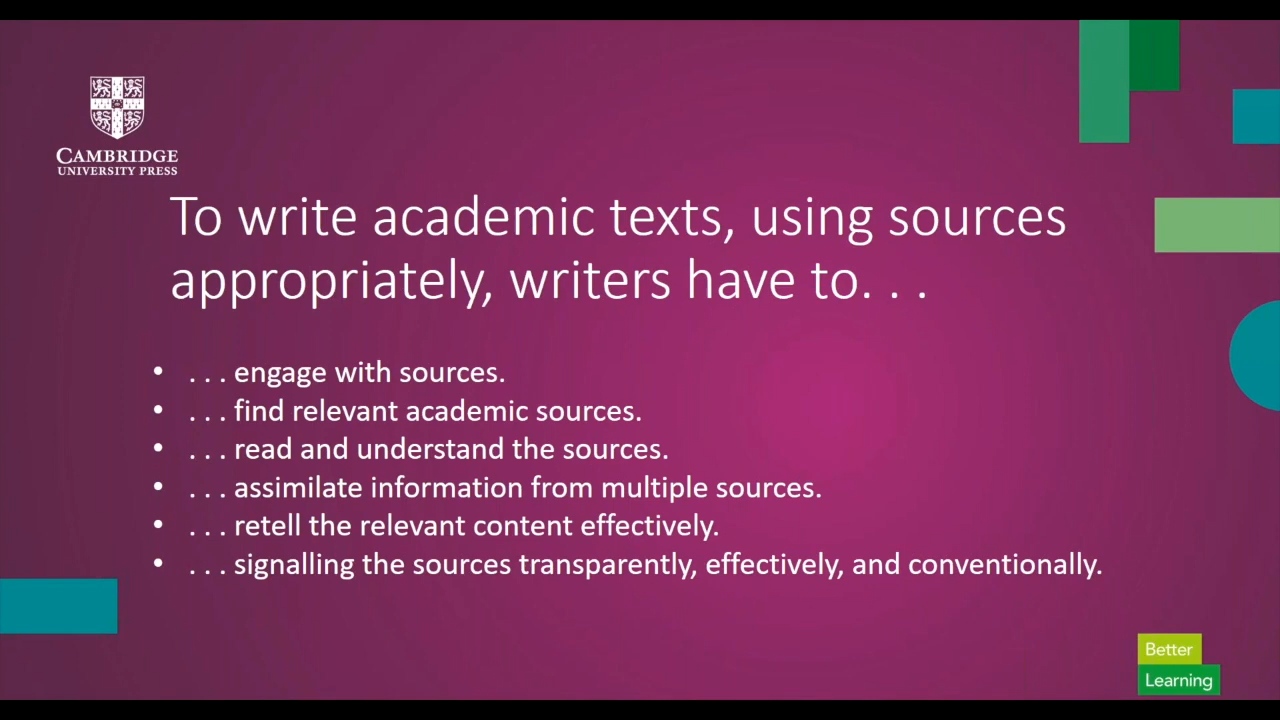 CAMBRIDGE
UNIVERSITY PRESS
To write academic texts, using sources
appropriately, writers have to. . .
• . . . engage with sources.
• . . . find relevant academic sources.
• . . . read and understand the sources.
• . . . assimilate information from multiple sources.
• . . . retell the relevant content effectively.
• . . . signalling the sources transparently, effectively, and conventionally.
Better
Learning